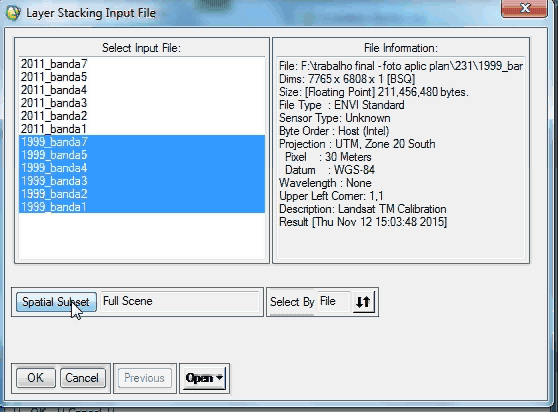 Layer Stacking Input File
Select Input File:
2011_banda7
2011_banda5
2011_banda4
2011_banda3
2011_banda2
2011_banda1
1999_banda7
1999_banda5
1999_banda4
1999_banda3
1999_banda2
1999_banda1
File Information:
File: F:\trabalho final - foto aplic plan\231\1999_bar
Dims: 7765 x 6808 x 1 [BSQ]
Size: [Floating Point] 211,456,480 bytes.
File Type : ENVI Standard
Sensor Type: Unknown
Byte Order : Host (Intel)
Projection : UTM, Zone 20 South
Pixel : 30 Meters
Datum : WGS-84
Wavelength : None
Upper Left Corner: 1,1
Description: Landsat TM Calibration
Result [Thu Nov 12 15:03:48 2015]
Spatial Subset Full Scene
Select By File
OK Cancel Previous Open